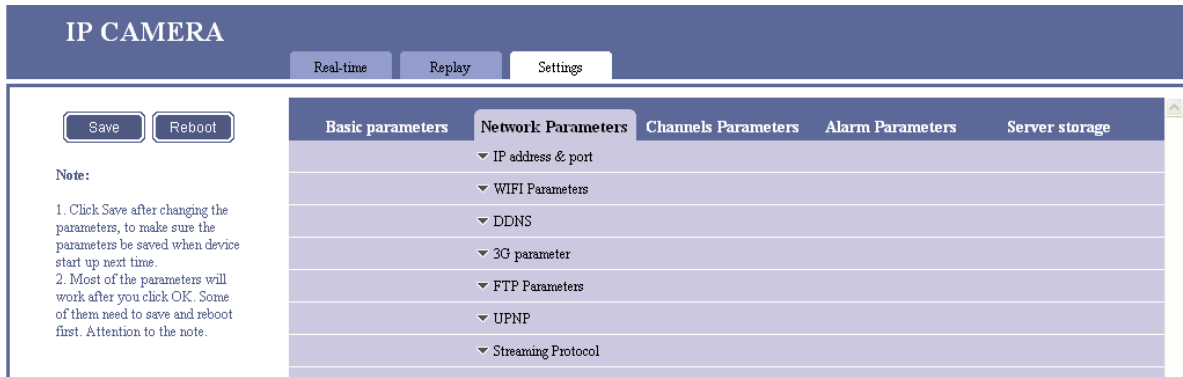 IP CAMERA
Real-time Replay Settings
Save Reboot
Note:
1. Click Save after changing the
parameters, to make sure the
parameters be saved when device
start up next time.
2. Most of the parameters will
work after you click OK. Some
of them need to save and reboot
first. Attention to the note.
Basic parameters Network Parameters Channels Parameters Alarm Parameters Server storage
IP address & port
WIFI Parameters
DDNS
3G parameter
FTP Parameters
UPNP
Streaming Protocol